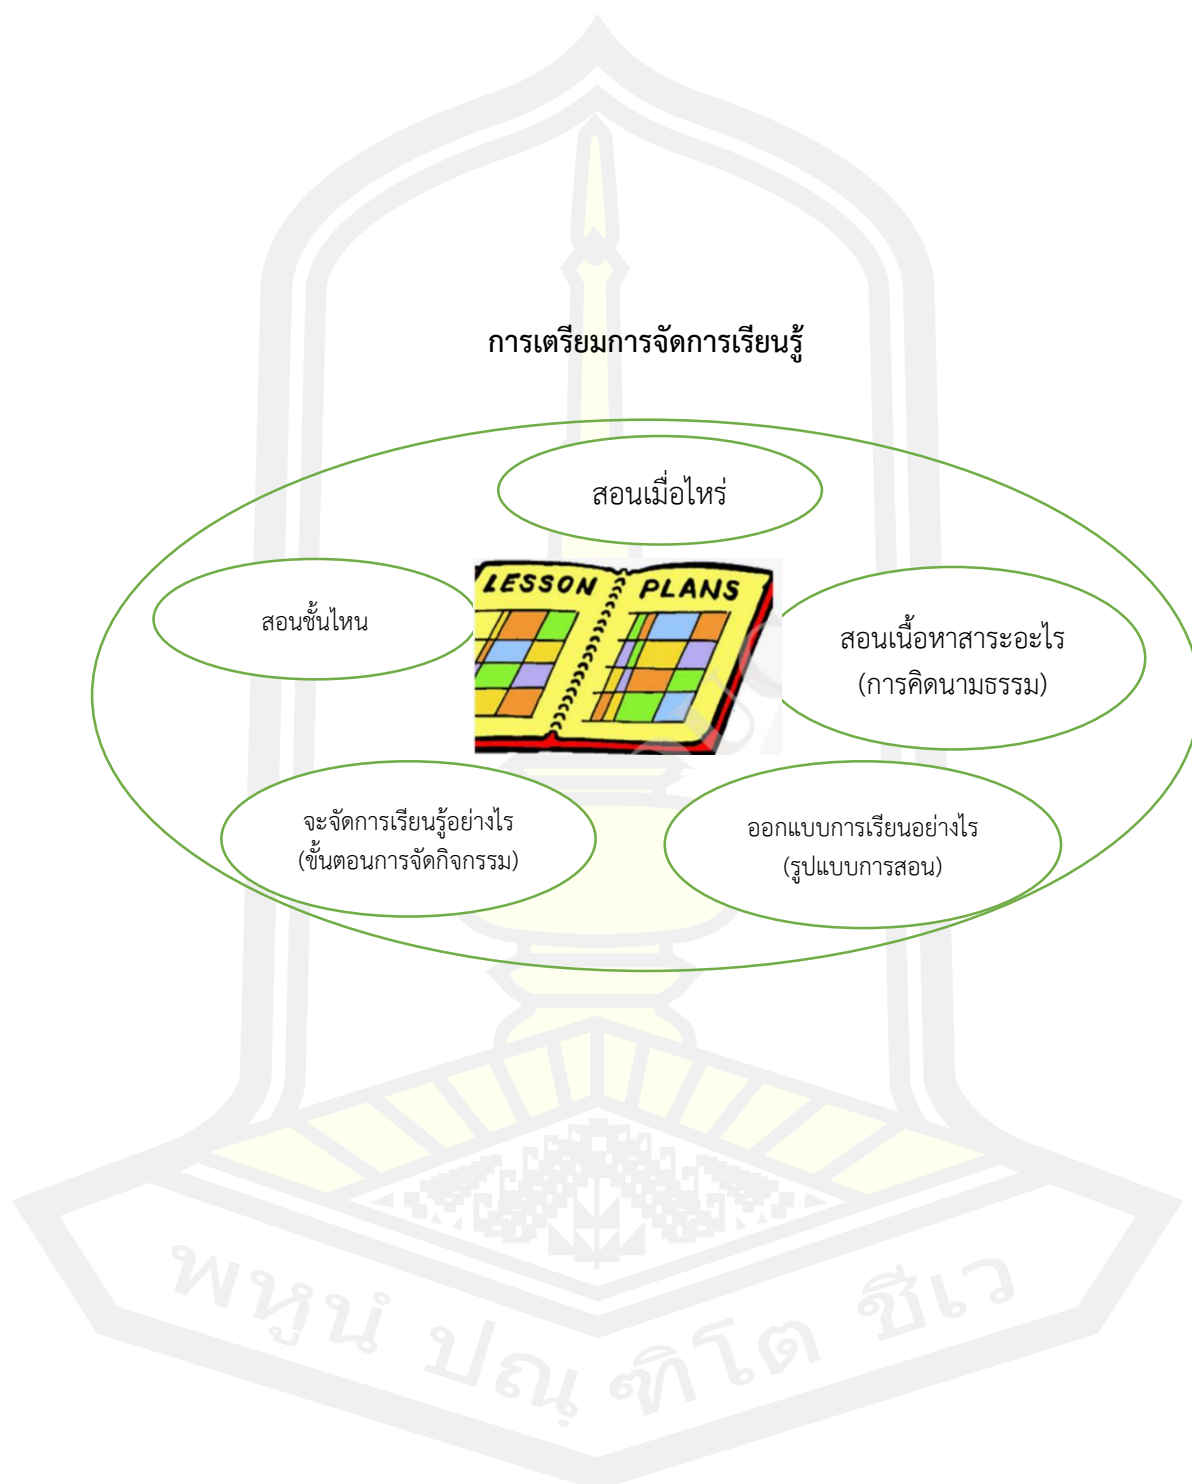 การเตรียมการจัดการเรียนรู้
สอนเมื่อไหร่
LESSON PLANS
สอนชั้นไหน
สอนเนื้อหาสาระอะไร
(การคิดนามธรรม)
จะจัดการเรียนรู้อย่างไร
(ขั้นตอนการจัดกิจกรรม)
ออกแบบการเรียนอย่างไร
(รูปแบบการสอน)
พหูนํ ปณฺฑิโต ชีเว